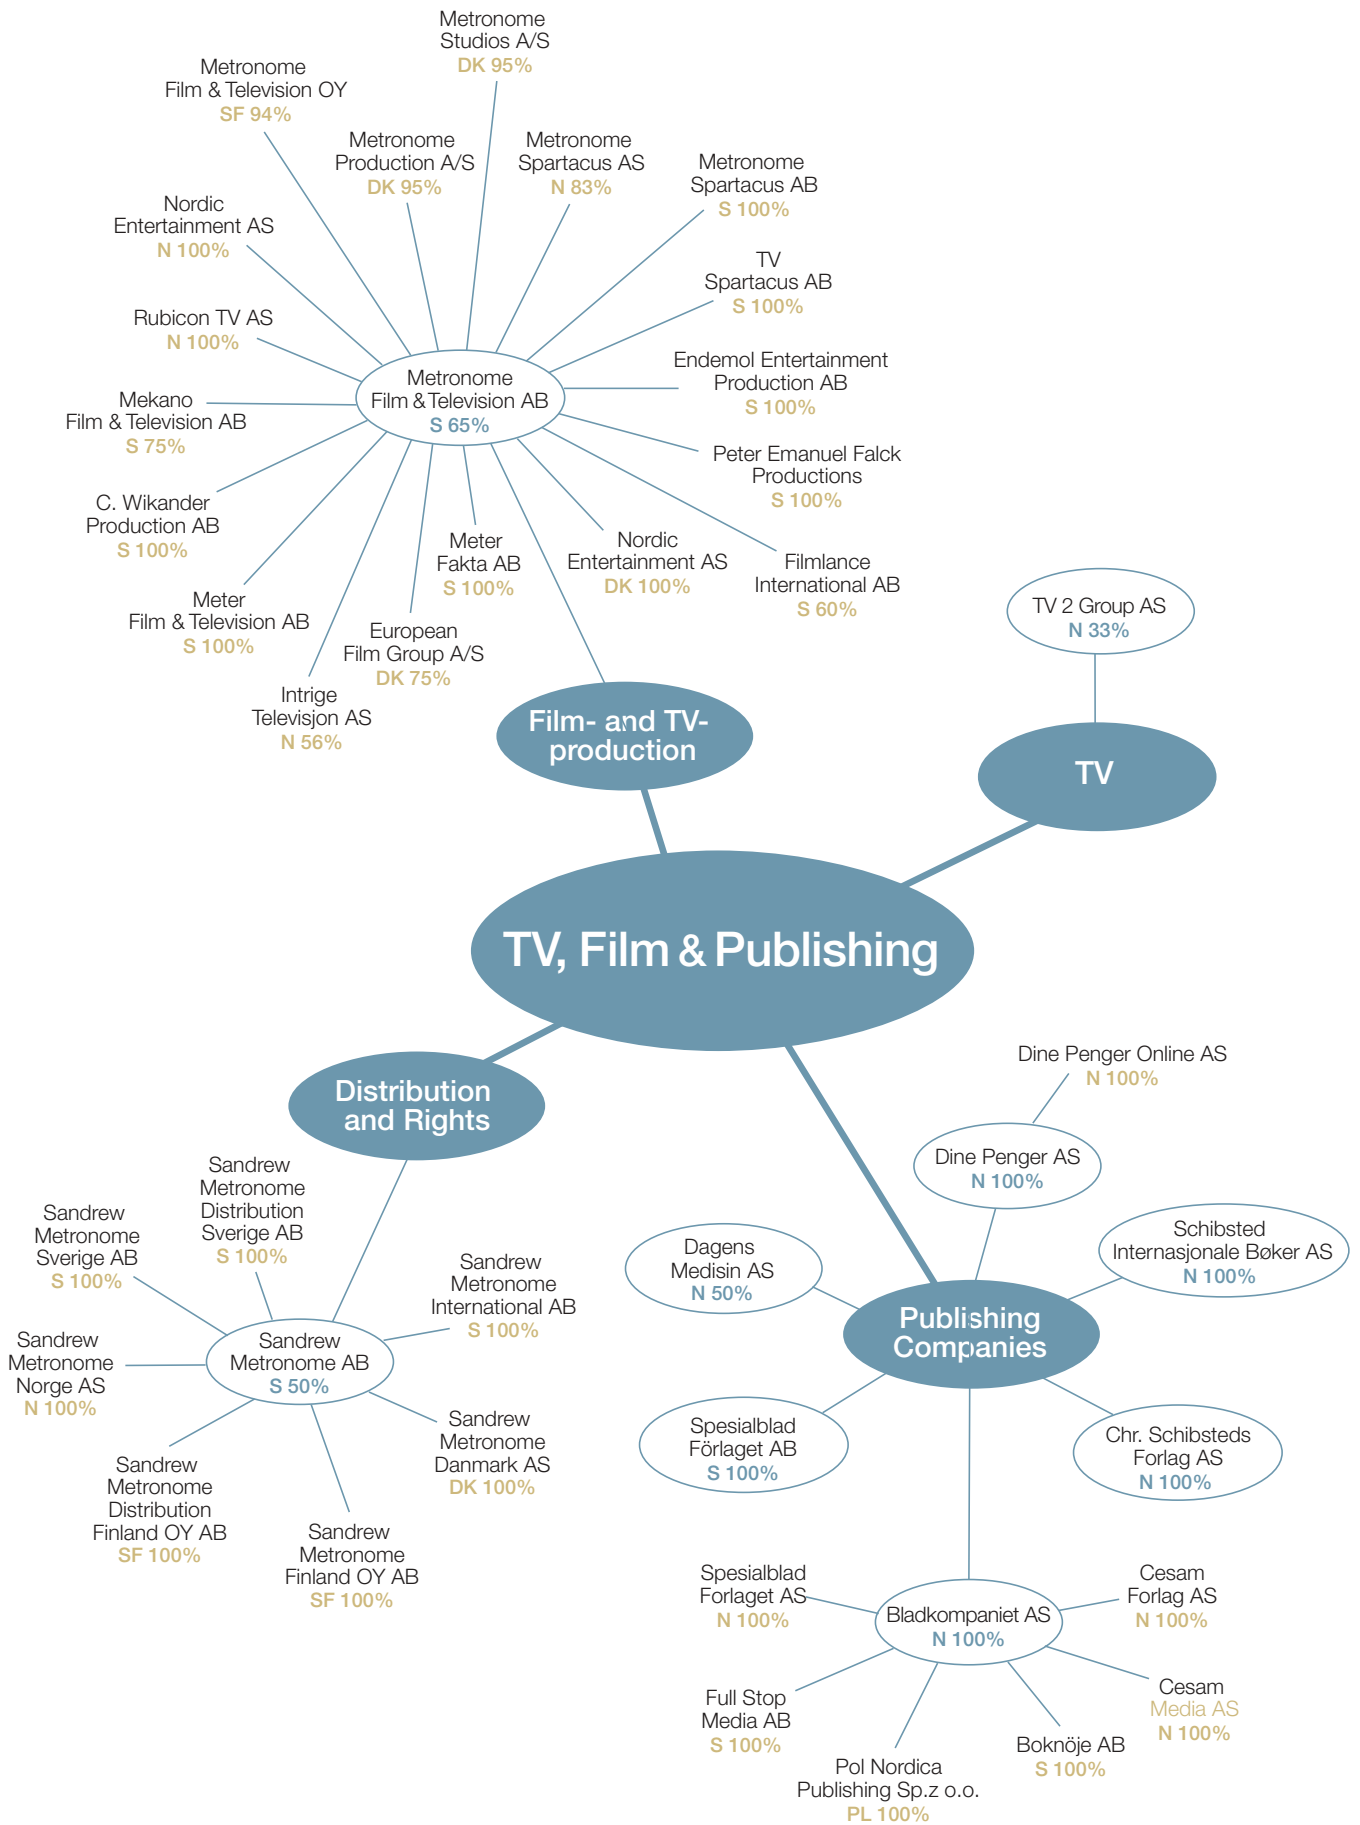 Metronome
Studios A/S
DK 95%
Metronome
Film & Television OY
SF 94%
Metronome
Production A/S
DK 95%
Metronome
Spartacus AS
N 83%
Metronome
Spartacus AB
S 100%
Nordic
Entertainment AS
N 100%
TV
Spartacus AB
S 100%
Rubicon TV AS
N 100%
Endemol Entertainment
Production AB
S 100%
Metronome
Film & Television AB
S 65%
Mekano
Film & Television AB
S 75%
Peter Emanuel Falck
Productions
S 100%
C. Wikander
Production AB
S 100%
Meter
Fakta AB
S 100%
Nordic
Entertainment AS
DK 100%
Filmlance
International AB
S 60%
Meter
Film & Television AB
S 100%
European
Film Group A/S
DK 75%
Intrige
Televisjon AS
N 56%
TV 2 Group AS
N 33%
Film- and TV-
production
TV
TV, Film & Publishing
Distribution
and Rights
Dine Penger Online AS
N 100%
Dine Penger AS
N 100%
Sandrew
Metronome
Distribution
Sverige AB
S 100%
Sandrew
Metronome
Sverige AB
S 100%
Dagens
Medisin AS
N 50%
Schibsted
Internasjonale Bøker AS
N 100%
Sandrew
Metronome
International AB
S 100%
Publishing
Companies
Sandrew
Metronome
Norge AS
N 100%
Sandrew
Metronome AB
S 50%
Sandrew
Metronome
Danmark AS
DK 100%
Spesialblad
Förlaget AB
S 100%
Chr. Schibsteds
Forlag AS
N 100%
Sandrew
Metronome
Distribution
Finland OY AB
SF 100%
Sandrew
Metronome
Finland OY AB
SF 100%
Spesialblad
Forlaget AS
N 100%
Cesam
Forlag AS
N 100%
Bladkompaniet AS
N 100%
Full Stop
Media AB
S 100%
Cesam
Media AS
N 100%
Boknöje AB
S 100%
Pol Nordica
Publishing Sp.z o.o.
PL 100%